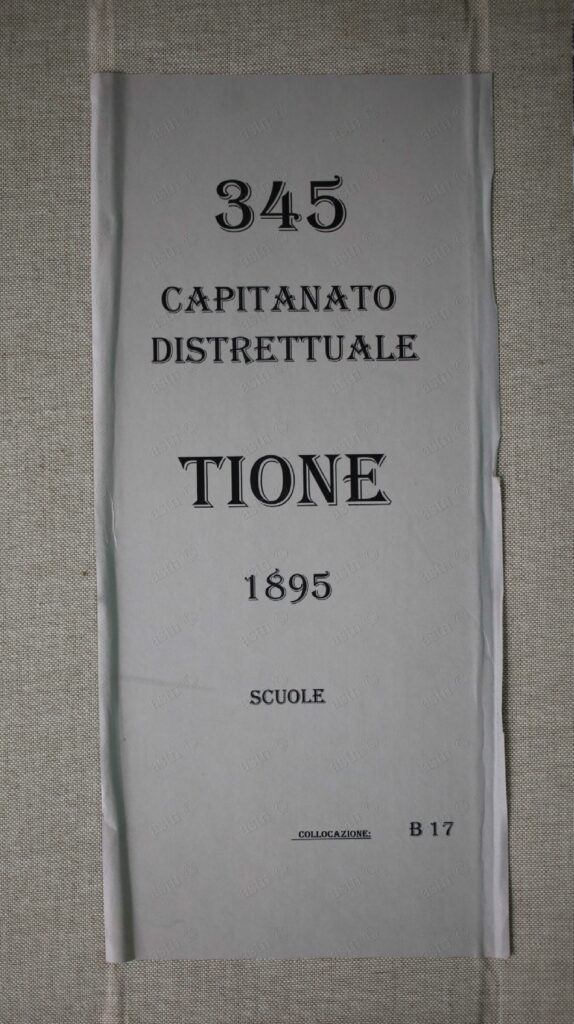 345
CAPITANATO
DISTRETTUALE
TIONE
1895
SCUOLE
COLLOCAZIONE: B 17